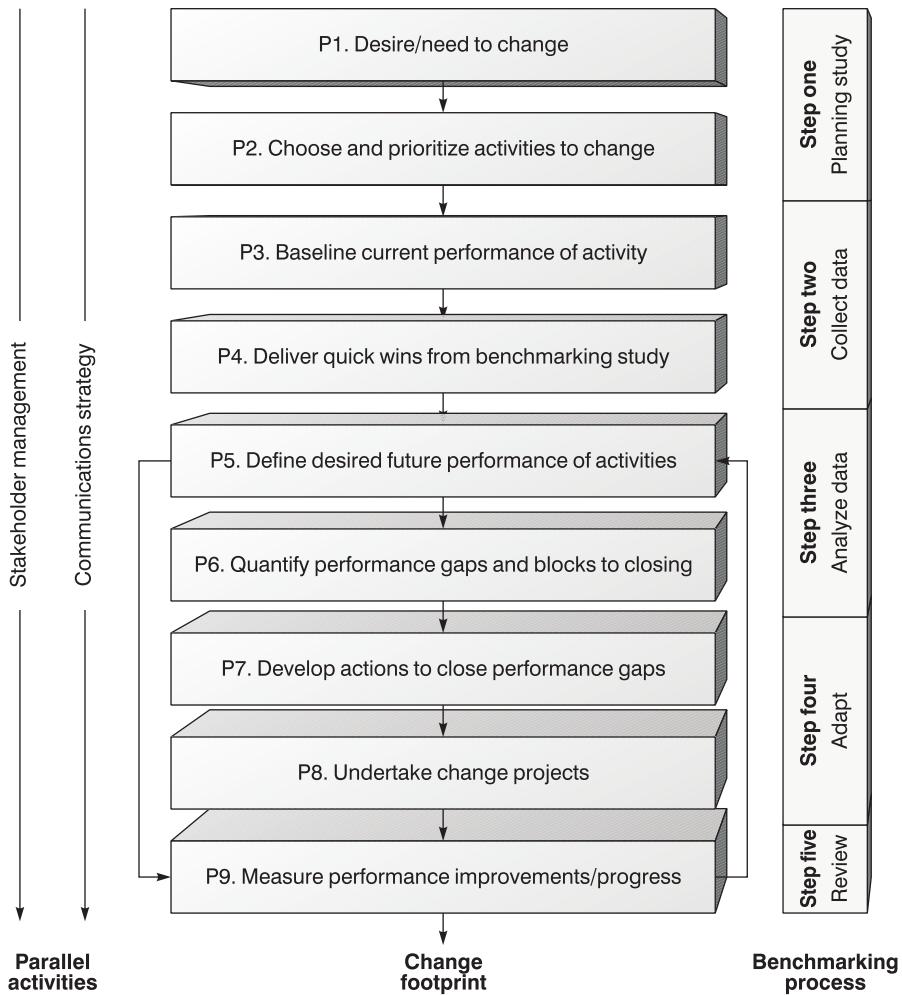 P1. Desire/need to change
P2. Choose and prioritize activities to change
P3. Baseline current performance of activity
P4. Deliver quick wins from benchmarking study
P5. Define desired future performance of activities
P6. Quantify performance gaps and blocks to closing
P7. Develop actions to close performance gaps
P8. Undertake change projects
P9. Measure performance improvements/progress
Stakeholder management
Communications strategy
Step one
Planning study
Step two
Collect data
Step three
Analyze data
Step four
Adapt
Step five
Review
Parallel
activities
Change
footprint
Benchmarking
process